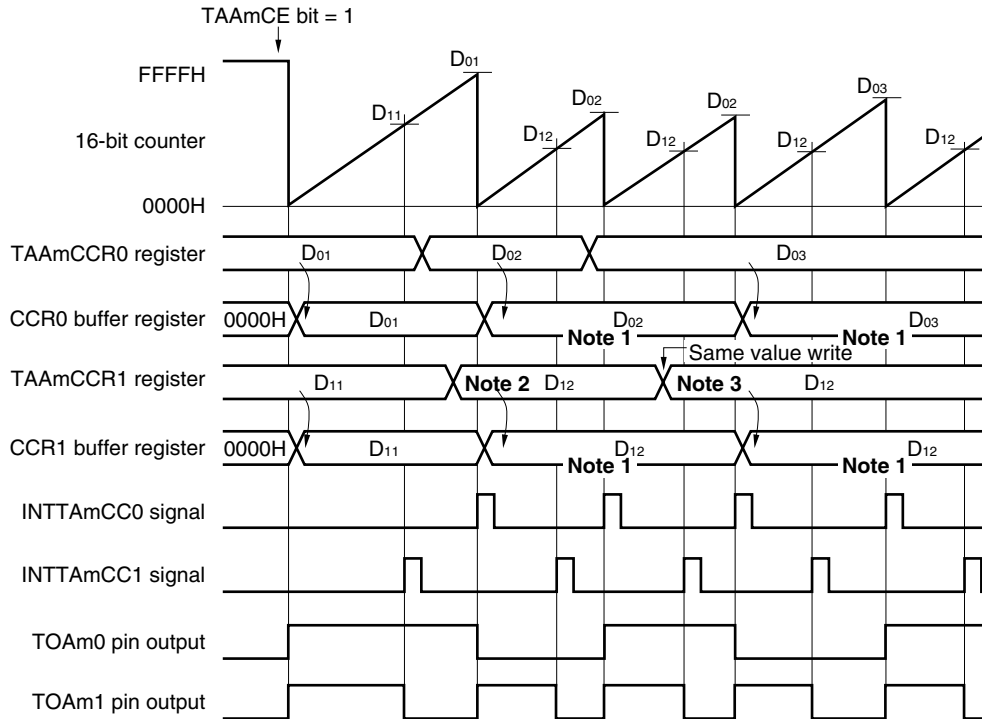 TAAmCE bit = 1
FFFFH
16-bit counter
0000H
D11
D01
D12
D02
D12
D02
D12
D03
D12
TAAmCCR0 register
D01
D02
D03
CCR0 buffer register
0000H
D01
D02
Note 1
D03
Note 1
Same value write
TAAmCCR1 register
D11
Note 2
D12
Note 3
D12
CCR1 buffer register
0000H
D11
D12
Note 1
D12
Note 1
INTTAmCC0 signal
INTTAmCC1 signal
TOAm0 pin output
TOAm1 pin output